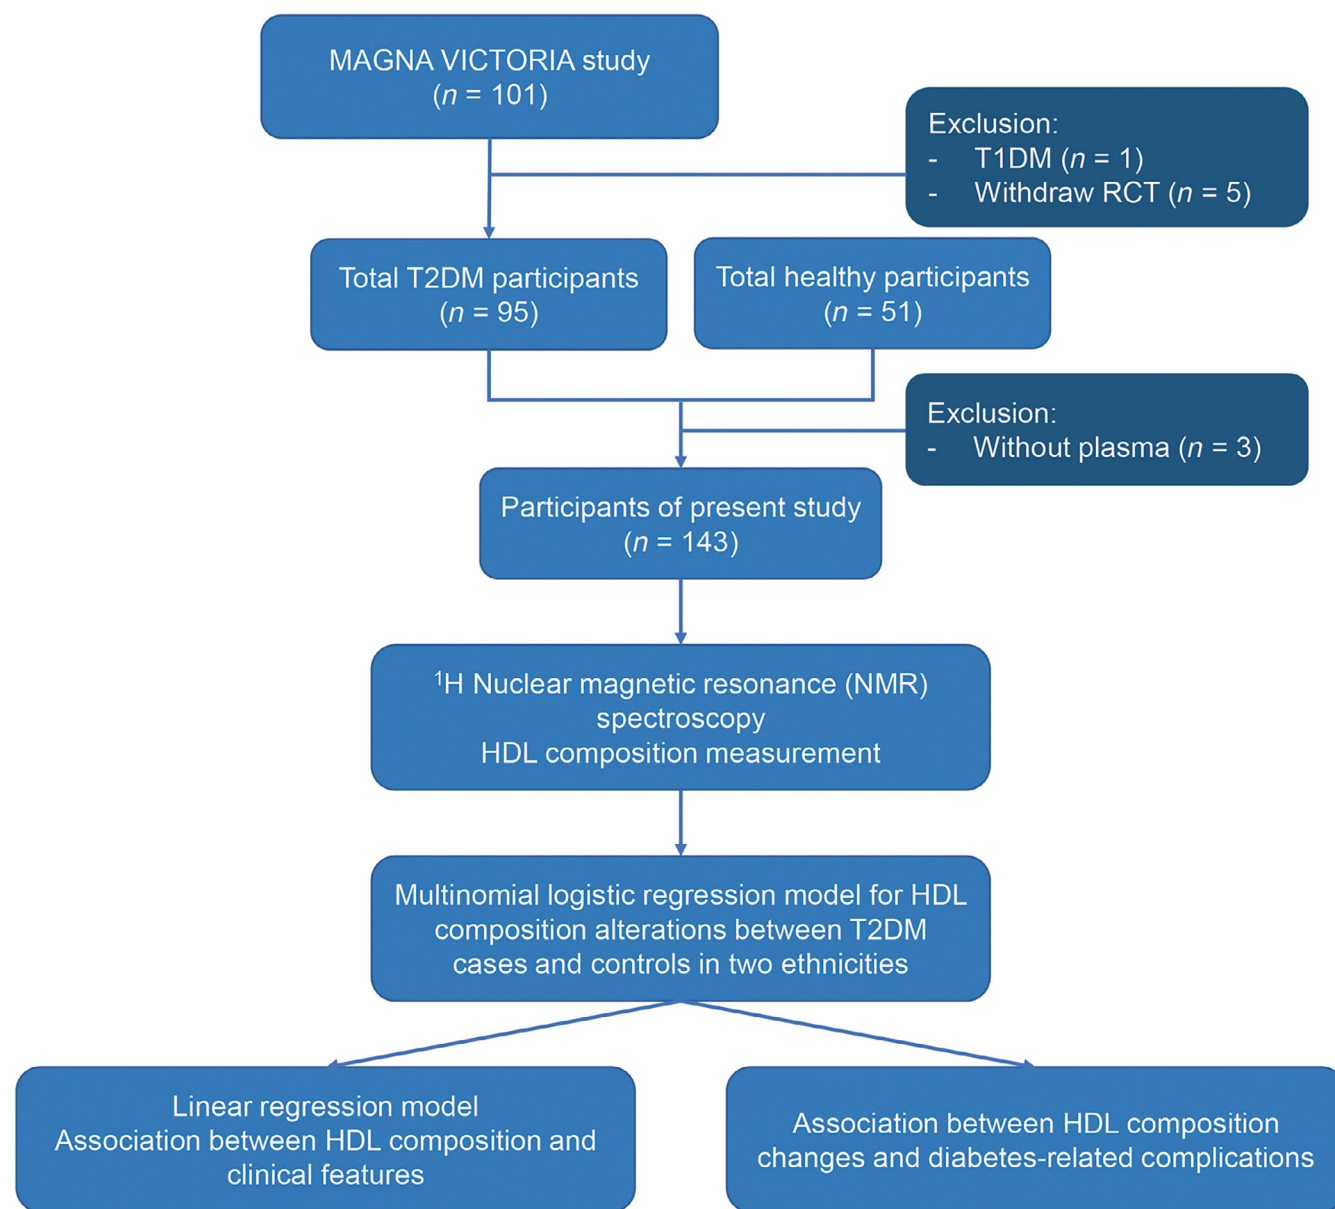 MAGNA VICTORIA study
(n = 101)
Exclusion:
- T1DM (n = 1)
- Withdraw RCT (n = 5)
Total T2DM participants
(n = 95)
Total healthy participants
(n = 51)
Exclusion:
- Without plasma (n = 3)
Participants of present study
(n = 143)
¹H Nuclear magnetic resonance (NMR)
spectroscopy
HDL composition measurement
Multinomial logistic regression model for HDL
composition alterations between T2DM
cases and controls in two ethnicities
Linear regression model
Association between HDL composition and
clinical features
Association between HDL composition
changes and diabetes-related complications